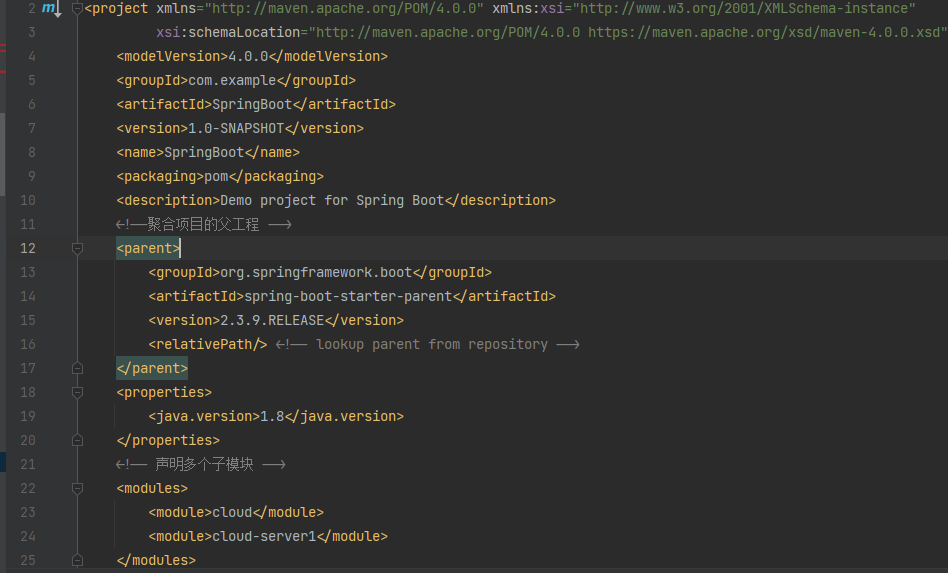 2 m <project xmlns="http://maven.apache.org/POM/4.0.0" xmlns:xsi="http://www.w3.org/2001/XMLSchema-instance"
3 xsi:schemaLocation="http://maven.apache.org/POM/4.0.0 https://maven.apache.org/xsd/maven-4.0.0.xsd"
4 <modelVersion>4.0.0</modelVersion>
5 <groupId>com.example</groupId>
6 <artifactId>SpringBoot</artifactId>
7 <version>1.0-SNAPSHOT</version>
8 <name>SpringBoot</name>
9 <packaging>pom</packaging>
10 <description>Demo project for Spring Boot</description>
11 <!--聚合项目的父工程 -->
12 <parent>
13 <groupId>org.springframework.boot</groupId>
14 <artifactId>spring-boot-starter-parent</artifactId>
15 <version>2.3.9.RELEASE</version>
16 <relativePath/> <!-- lookup parent from repository -->
17 </parent>
18 <properties>
19 <java.version>1.8</java.version>
20 </properties>
21 <!-- 声明多个子模块 -->
22 <modules>
23 <module>cloud</module>
24 <module>cloud-server1</module>
25 </modules>